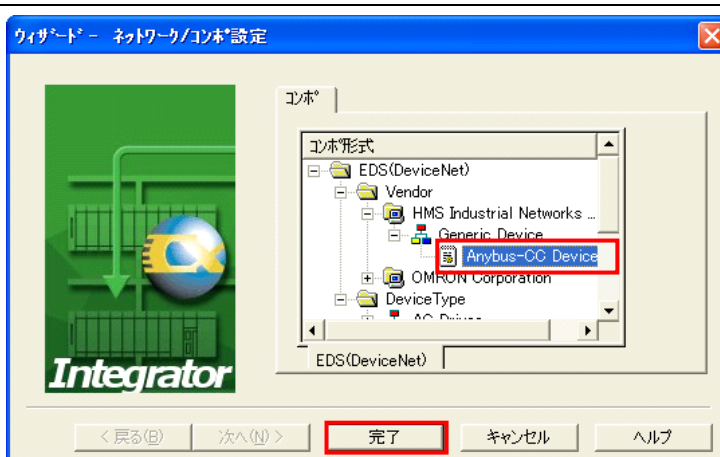 ウィザード - ネットワーク/コンポ設定
コンポ
コンポ形式
EDS(DeviceNet)
Vendor
HMS Industrial Networks ...
Generic Device
Anybus-CC Device
OMRON Corporation
DeviceType
AC Drives
EDS(DeviceNet)
Integrator
< 戻る(B)
次へ(N) >
完了
キャンセル
ヘルプ